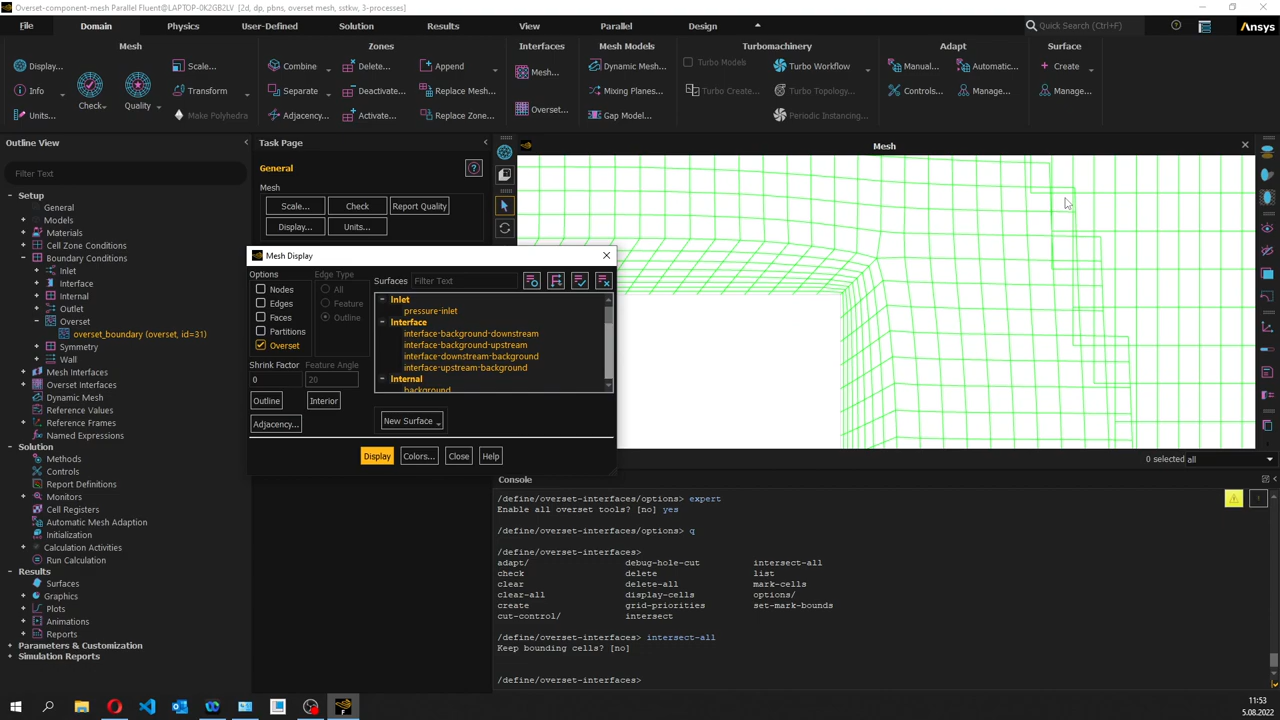 Overset-component-mesh Parallel Fluent@LAPTOP-0K2GB2LV [2d, dp, pbns, overset mesh, sstkw, 3-processes]
File Domain Physics User-Defined Solution Results View Parallel Design Quick Search (Ctrl+F) Ansys
Mesh Zones Interfaces Mesh Models Turbomachinery Adapt Surface
Display... Scale... Combine Delete... Append Mesh... Dynamic Mesh... Turbo Models Turbo Workflow Manual... Automatic... Create
Info Check Quality Transform Separate Deactivate... Replace Mesh... Mixing Planes... Turbo Create... Turbo Topology... Controls... Manage... Manage...
Units... Make Polyhedra Adjacency... Activate... Replace Zone... Overset... Gap Model... Periodic Instancing...
Outline View
Filter Text
Setup
General
Models
Materials
Cell Zone Conditions
Boundary Conditions
Inlet
Interface
Internal
Outlet
Overset
overset_boundary (overset, id=31)
Symmetry
Wall
Mesh Interfaces
Overset Interfaces
Dynamic Mesh
Reference Values
Reference Frames
Named Expressions
Solution
Methods
Controls
Report Definitions
Monitors
Cell Registers
Automatic Mesh Adaption
Initialization
Calculation Activities
Run Calculation
Results
Surfaces
Graphics
Plots
Animations
Reports
Parameters & Customization
Simulation Reports
Task Page
General
Mesh
Scale... Check Report Quality
Display... Units...
Mesh Display
Options Edge Type Surfaces Filter Text
Nodes All
Edges Feature
Faces Outline
Partitions
Overset
Shrink Factor Feature Angle
0 20
Outline Interior
Adjacency...
Inlet
pressure-inlet
Interface
interface-background-downstream
interface-background-upstream
interface-downstream-background
interface-upstream-background
Internal
background
New Surface
Display Colors... Close Help
Mesh
0 selected all
Console
/define/overset-interfaces/options> expert
Enable all overset tools? [no] yes
/define/overset-interfaces/options> q
/define/overset-interfaces>
adapt/ debug-hole-cut intersect-all
check delete list
clear delete-all mark-cells
clear-all display-cells options/
create grid-priorities set-mark-bounds
cut-control/ intersect
/define/overset-interfaces> intersect-all
Keep bounding cells? [no]
/define/overset-interfaces>
11:53
5.08.2022